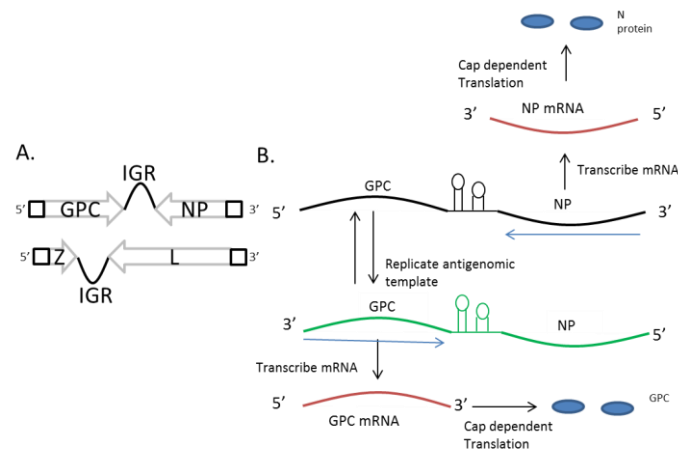 N
protein
Cap dependent
Translation
NP mRNA
3’ 5’
A.
IGR
B.
Transcribe mRNA
5’ GPC NP 3’
GPC
NP
5’ 3’
5’ Z L 3’
IGR
Replicate antigenomic
template
GPC
NP
3’ 5’
Transcribe mRNA
5’ 3’
GPC mRNA
GPC
Cap dependent
Translation